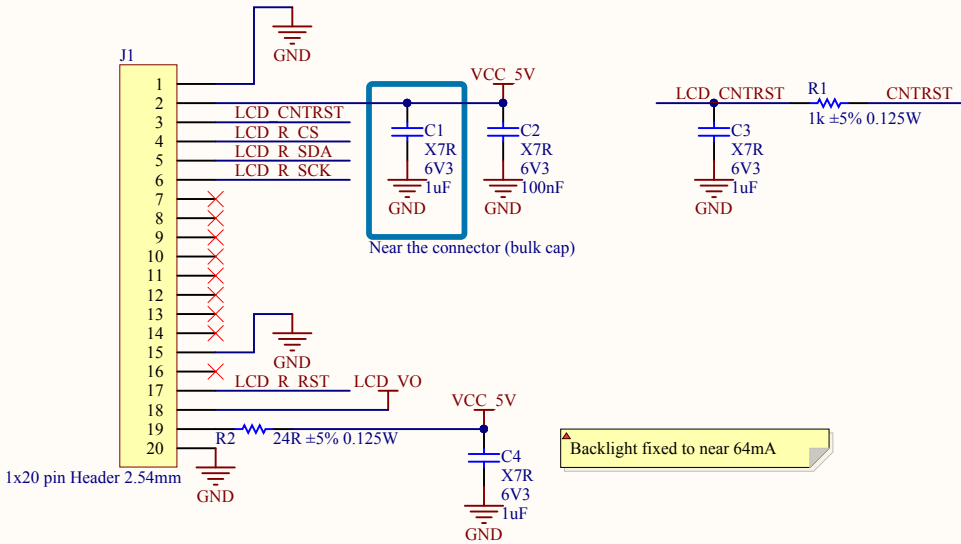 J1
1
2
3
4
5
6
7
8
9
10
11
12
13
14
15
16
17
18
19
20
1x20 pin Header 2.54mm
GND
LCD_CNTRST
LCD_R_CS
LCD_R_SDA
LCD_R_SCK
VCC_5V
C1
X7R
6V3
1uF
GND
C2
X7R
6V3
100nF
GND
Near the connector (bulk cap)
LCD_CNTRST
R1
1k ±5% 0.125W
CNTRST
C3
X7R
6V3
1uF
GND
GND
LCD_R_RST
LCD_VO
R2
24R ±5% 0.125W
VCC_5V
GND
C4
X7R
6V3
1uF
GND
Backlight fixed to near 64mA